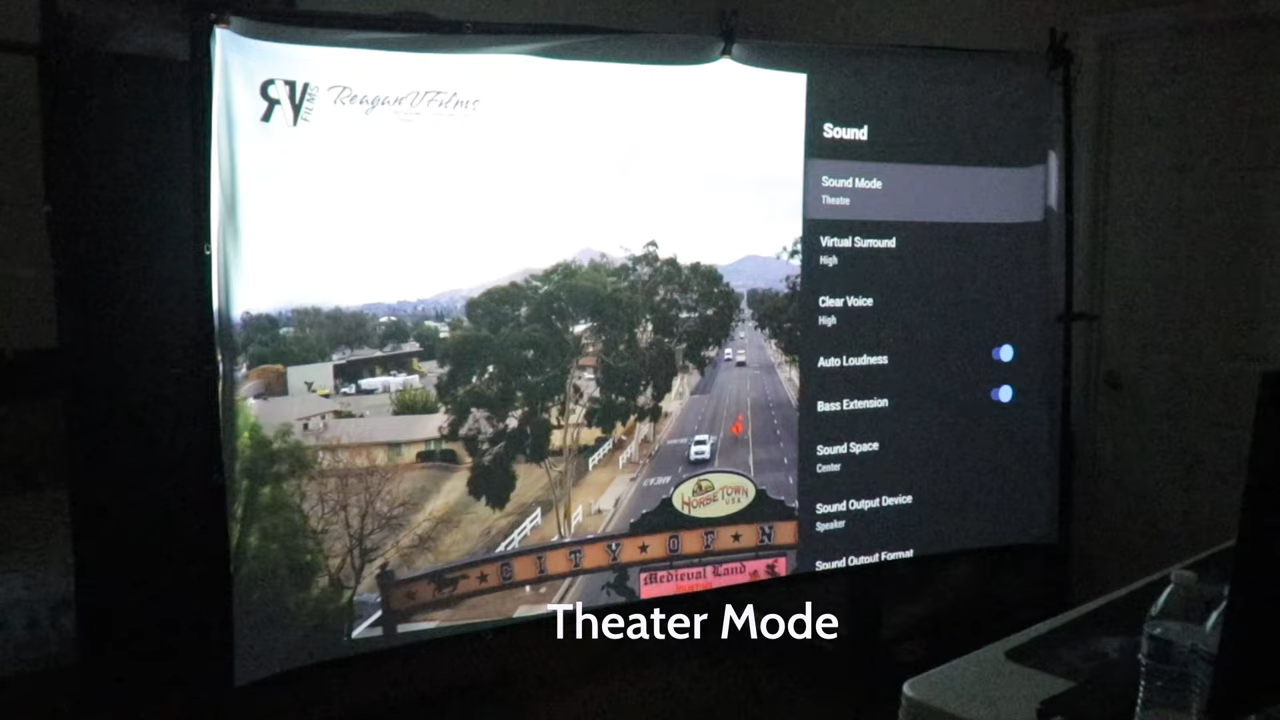 RV
FILMS
ReaganVFilms
Sound
Sound Mode
Theatre
Virtual Surround
High
Clear Voice
High
Auto Loudness
Bass Extension
Sound Space
Center
Sound Output Device
Speaker
Sound Output Format
AHEAD
HORSETOWN
USA
CITY ★ OF ★ N
Medieval Land
Theater Mode